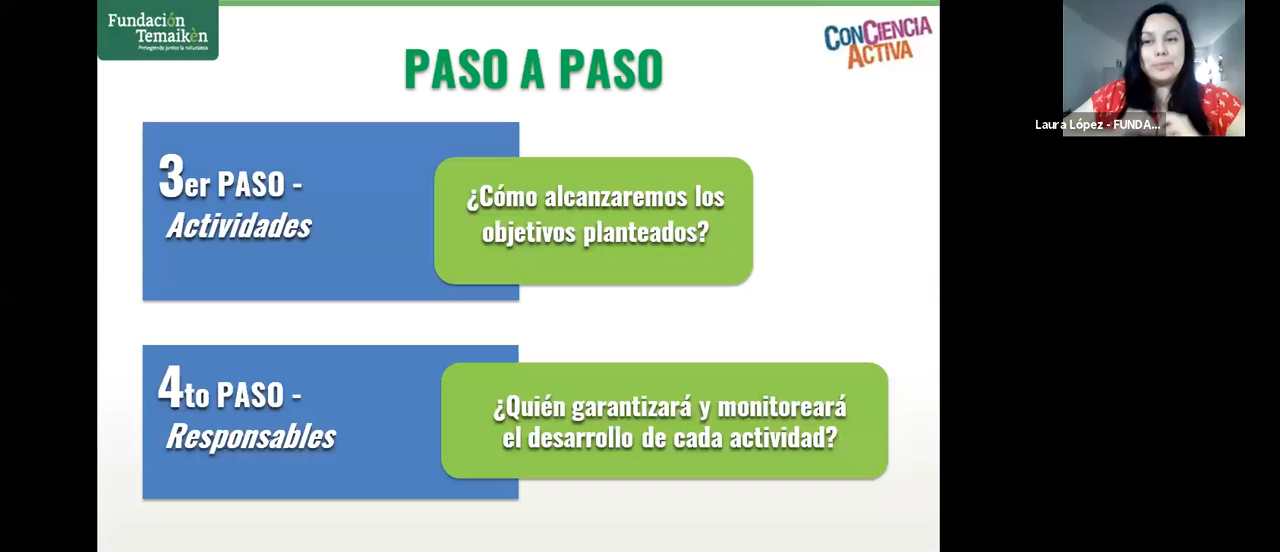 Fundación
Temaikèn
Protegiendo juntos la naturaleza
PASO A PASO
CONCIENCIA
ACTIVA
Laura López - FUNDA...
3er PASO -
Actividades
¿Cómo alcanzaremos los
objetivos planteados?
4to PASO -
Responsables
¿Quién garantizará y monitoreará
el desarrollo de cada actividad?